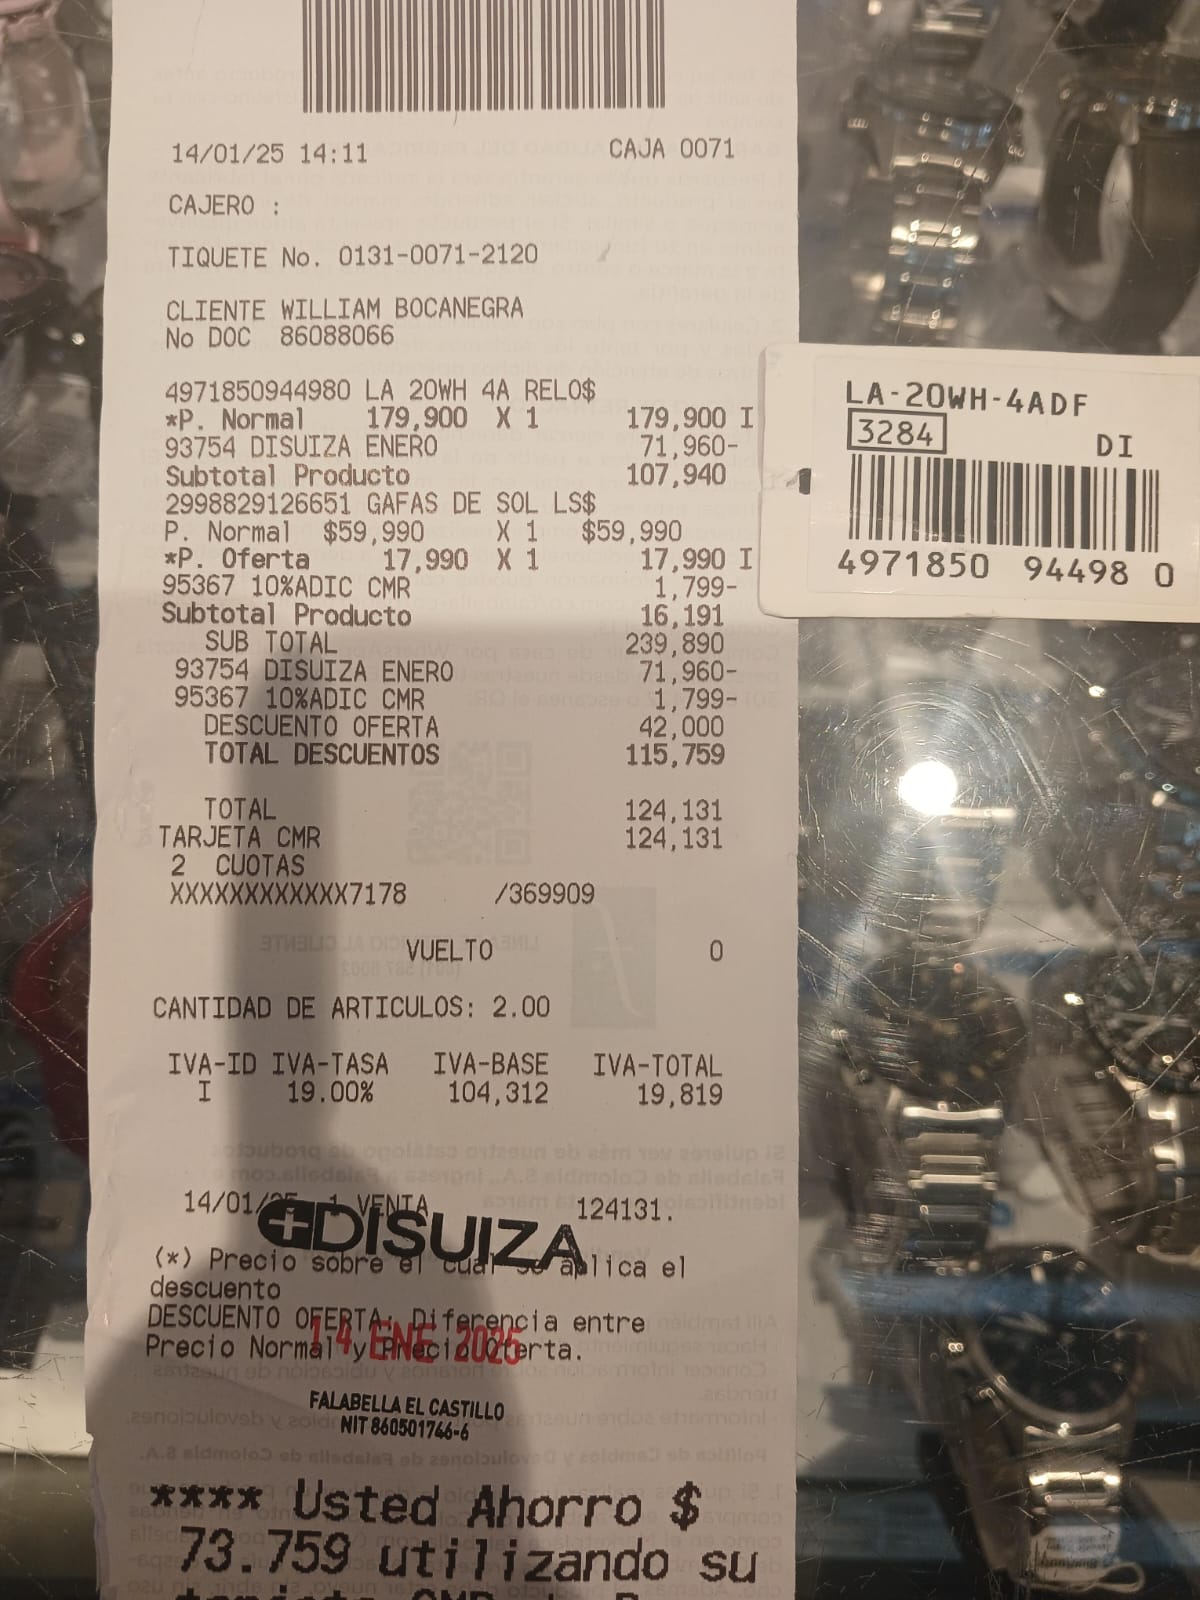 14/01/25 14:11 CAJA 0071
CAJERO :
TIQUETE No. 0131-0071-2120
CLIENTE WILLIAM BOCANEGRA
No DOC 86088066
4971850944980 LA 20WH 4A RELO$
*P. Normal 179,900 X 1 179,900 I
93754 DISUIZA ENERO 71,960-
Subtotal Producto 107,940
2998829126651 GAFAS DE SOL LS$
P. Normal $59,990 X 1 $59,990
*P. Oferta 17,990 X 1 17,990 I
95367 10%ADIC CMR 1,799-
Subtotal Producto 16,191
SUB TOTAL 239,890
93754 DISUIZA ENERO 71,960-
95367 10%ADIC CMR 1,799-
DESCUENTO OFERTA 42,000
TOTAL DESCUENTOS 115,759
TOTAL 124,131
TARJETA CMR 124,131
2 CUOTAS
XXXXXXXXXXXX7178 /369909
VUELTO 0
CANTIDAD DE ARTICULOS: 2.00
IVA-ID IVA-TASA IVA-BASE IVA-TOTAL
I 19.00% 104,312 19,819
14/01/25 1 VENTA 124131.
DISUIZA
(*) Precio sobre el cual se aplica el
descuento
DESCUENTO OFERTA: Diferencia entre
Precio Normal y Precio Oferta.
14 ENE 2025
FALABELLA EL CASTILLO
NIT 860501746-6
**** Usted Ahorro $
73.759 utilizando su
LA-20WH-4ADF
3284 DI
4971850 94498 0